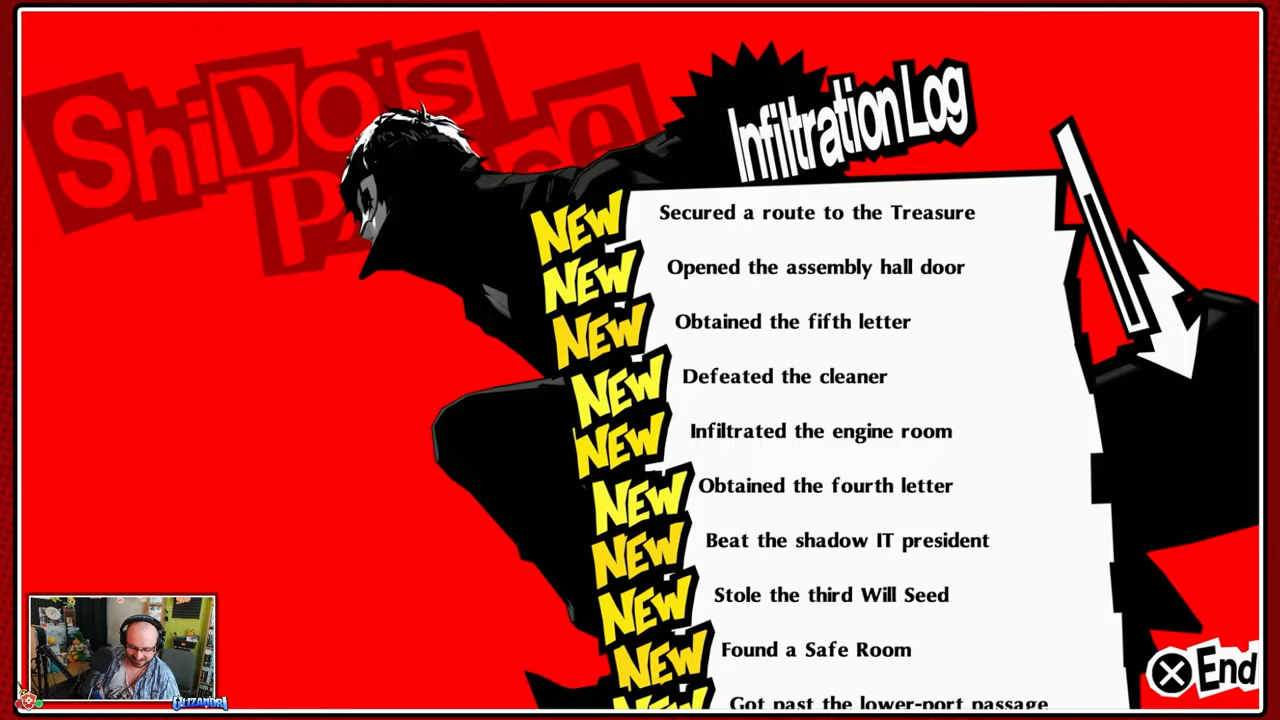 ShiDo's
Infiltration Log
NEW Secured a route to the Treasure
NEW Opened the assembly hall door
NEW Obtained the fifth letter
NEW Defeated the cleaner
NEW Infiltrated the engine room
NEW Obtained the fourth letter
NEW Beat the shadow IT president
NEW Stole the third Will Seed
NEW Found a Safe Room
NEW Got past the lower-port passage
End